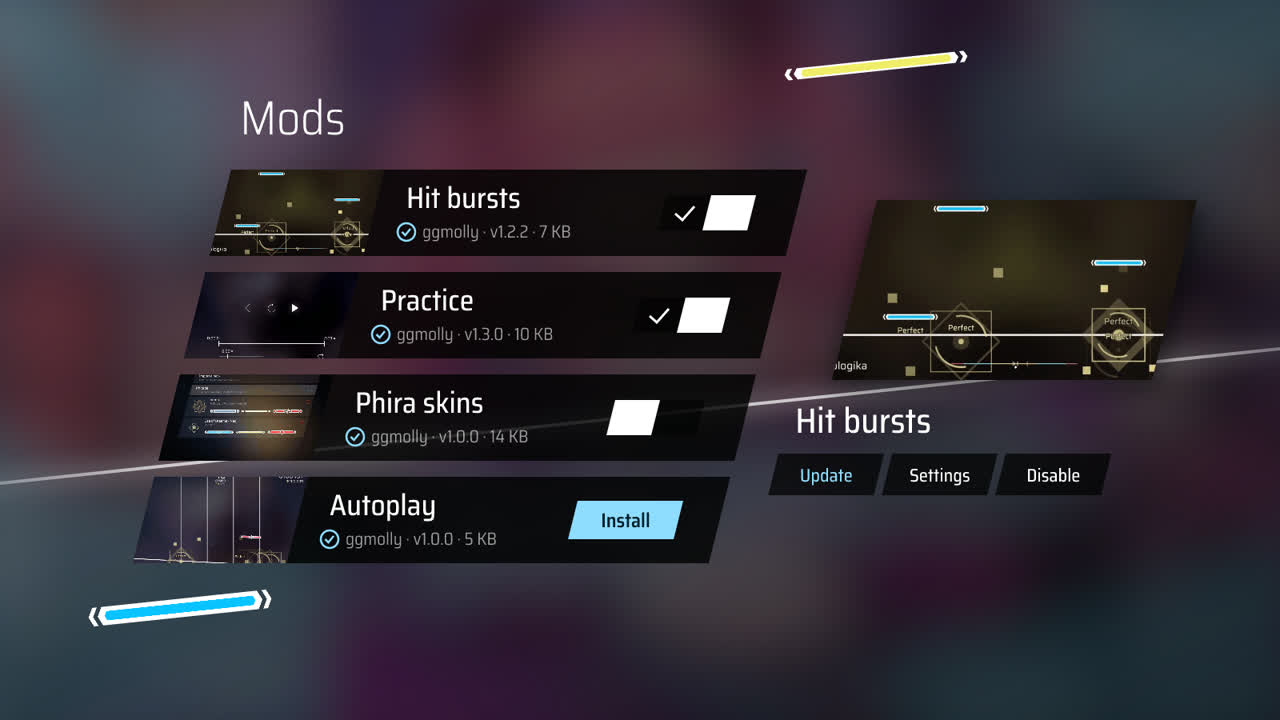 Mods
Hit bursts
ggmolly · v1.2.2 · 7 KB
Practice
ggmolly · v1.3.0 · 10 KB
Phira skins
ggmolly · v1.0.0 · 14 KB
Autoplay
ggmolly · v1.0.0 · 5 KB
Install
Perfect
Perfect
Perfect
Perfect
ologika
Hit bursts
Update
Settings
Disable